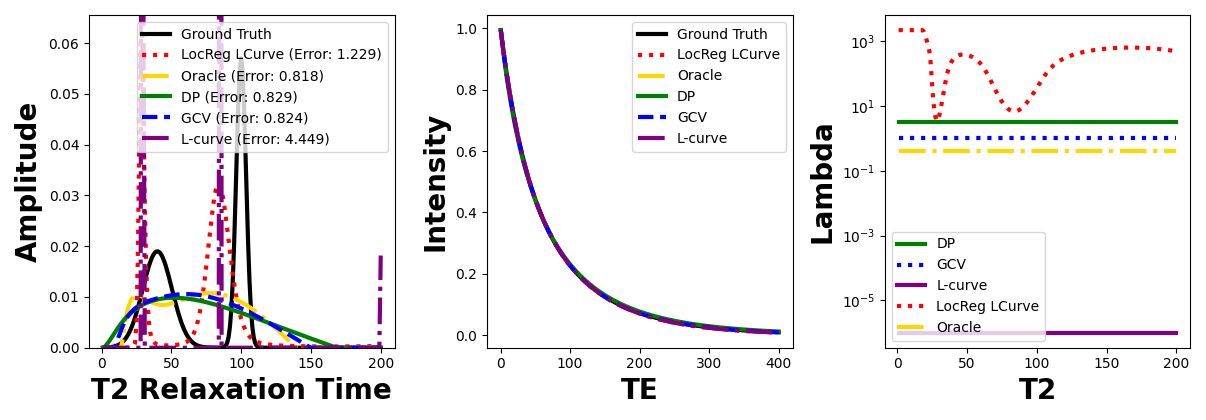 Amplitude
0.06
0.05
0.04
0.03
0.02
0.01
0.00
0
50
100
150
200
T2 Relaxation Time
Ground Truth
LocReg LCurve (Error: 1.229)
Oracle (Error: 0.818)
DP (Error: 0.829)
GCV (Error: 0.824)
L-curve (Error: 4.449)
Intensity
1.0
0.8
0.6
0.4
0.2
0.0
0
100
200
300
400
TE
Ground Truth
LocReg LCurve
Oracle
DP
GCV
L-curve
Lambda
10³
10¹
10⁻¹
10⁻³
10⁻⁵
0
50
100
150
200
T2
DP
GCV
L-curve
LocReg LCurve
Oracle